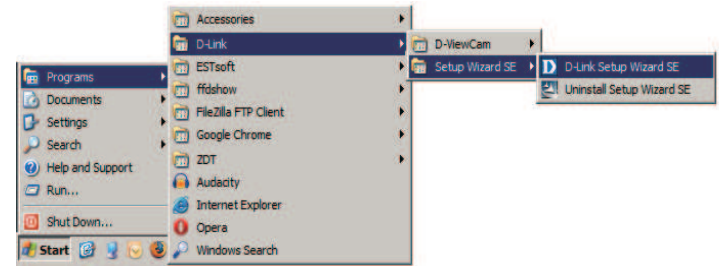 Programs
Documents
Settings
Search
Help and Support
Run...
Shut Down...
Start
Accessories
D-Link
ESTsoft
ffdshow
FileZilla FTP Client
Google Chrome
ZDT
Audacity
Internet Explorer
Opera
Windows Search
D-ViewCam
Setup Wizard SE
D-Link Setup Wizard SE
Uninstall Setup Wizard SE